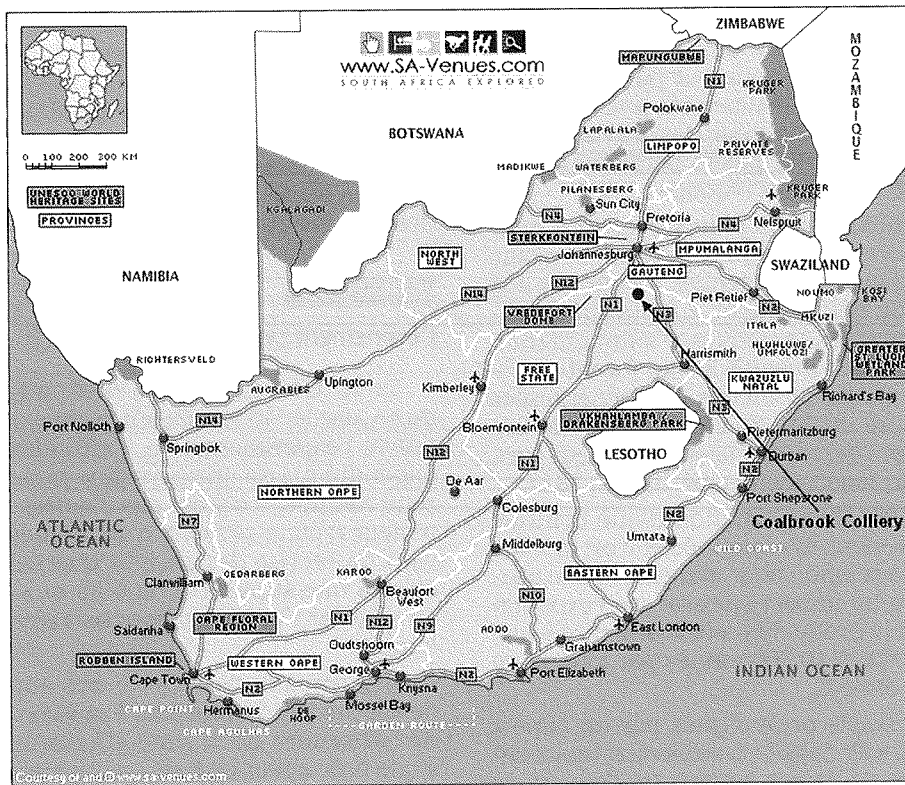 ZIMBABWE
MOZAMBIQUE
www.SA-Venues.com
SOUTH AFRICA EXPLORED
MAPUNGUBWE
N1
KRUGER PARK
Polokwane
BOTSWANA
LAPALALA
LIMPOPO
PRIVATE RESERVES
0 100 200 300 KM
MADIKWE
WATERBERG
UNESCO WORLD HERITAGE SITES
PILANESBERG
KRUGER PARK
PROVINCES
KGALAGADI
Sun City
N4
Pretoria
N4
Nelspruit
STERKFONTEIN
Johannesburg
MPUMALANGA
NORTH WEST
GAUTENG
SWAZILAND
NAMIBIA
N12
N14
N1
N3
Piet Relief
N2
NDUMO
KOSI BAY
VREDEFORT DOME
ITALA
MKUZI
RICHTERSVELD
HLUHLUWE/ UMFOLOZI
GREATER ST. LUCIA WETLAND PARK
Harrismith
AUGRABIES
Upington
FREE STATE
Kimberley
KWAZUZLU NATAL
Richard's Bay
N14
Port Nolloth
Springbok
Bloemfontein
UKHAHLAMBA / DRAKENSBERG PARK
N3
Pietermaritzburg
N12
N1
LESOTHO
Durban
N2
De Aar
NORTHERN CAPE
Colesburg
Port Shepzrone
ATLANTIC OCEAN
N7
Coalbrook Colliery
N2
Umtata
WILD COAST
Middelburg
Clanwilliam
CEDARBERG
KAROO
Beaufort West
EASTERN CAPE
N10
CAPE FLORAL REGION
N1
N12
N9
Saldanha
ADDO
East London
Oudtshoorn
Grahamstown
ROBBEN ISLAND
WESTERN CAPE
George
INDIAN OCEAN
Cape Town
N2
Knysna
N2
Port Elizabeth
Hermanus
Mossel Bay
CAPE POINT
DE HOOP
GARDEN ROUTE
CAPE AGULHAS
Courtesy of and © www.sa-venues.com